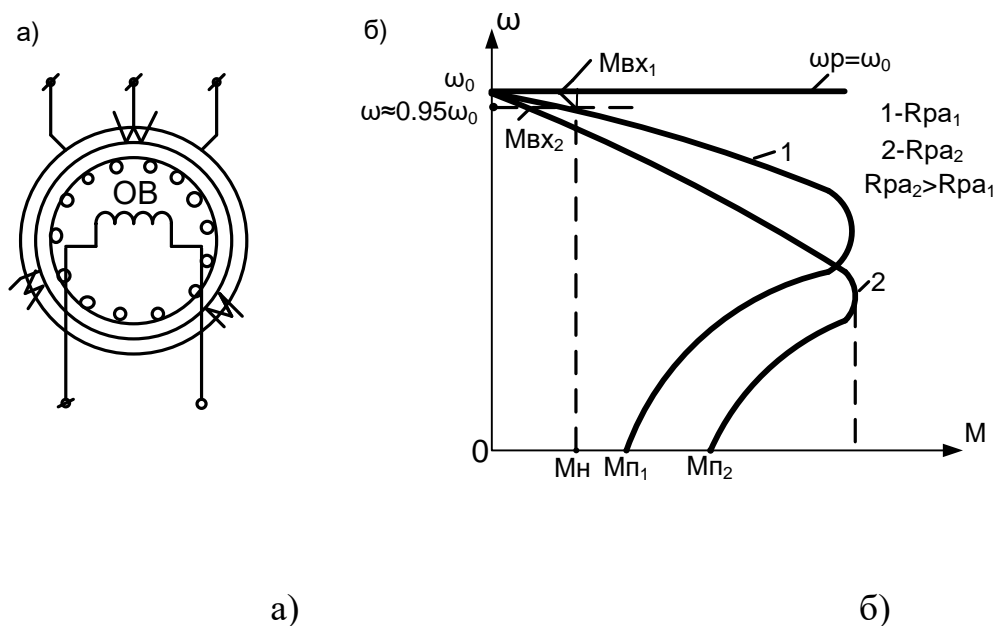 а)
ОВ
а)
б)
ω
ω₀
ω≈0.95ω₀
Мвх₁
Мвх₂
ωр=ω₀
1
2
1-Rра₁
2-Rра₂
Rра₂>Rра₁
0
Мн
Мп₁
Мп₂
М
б)